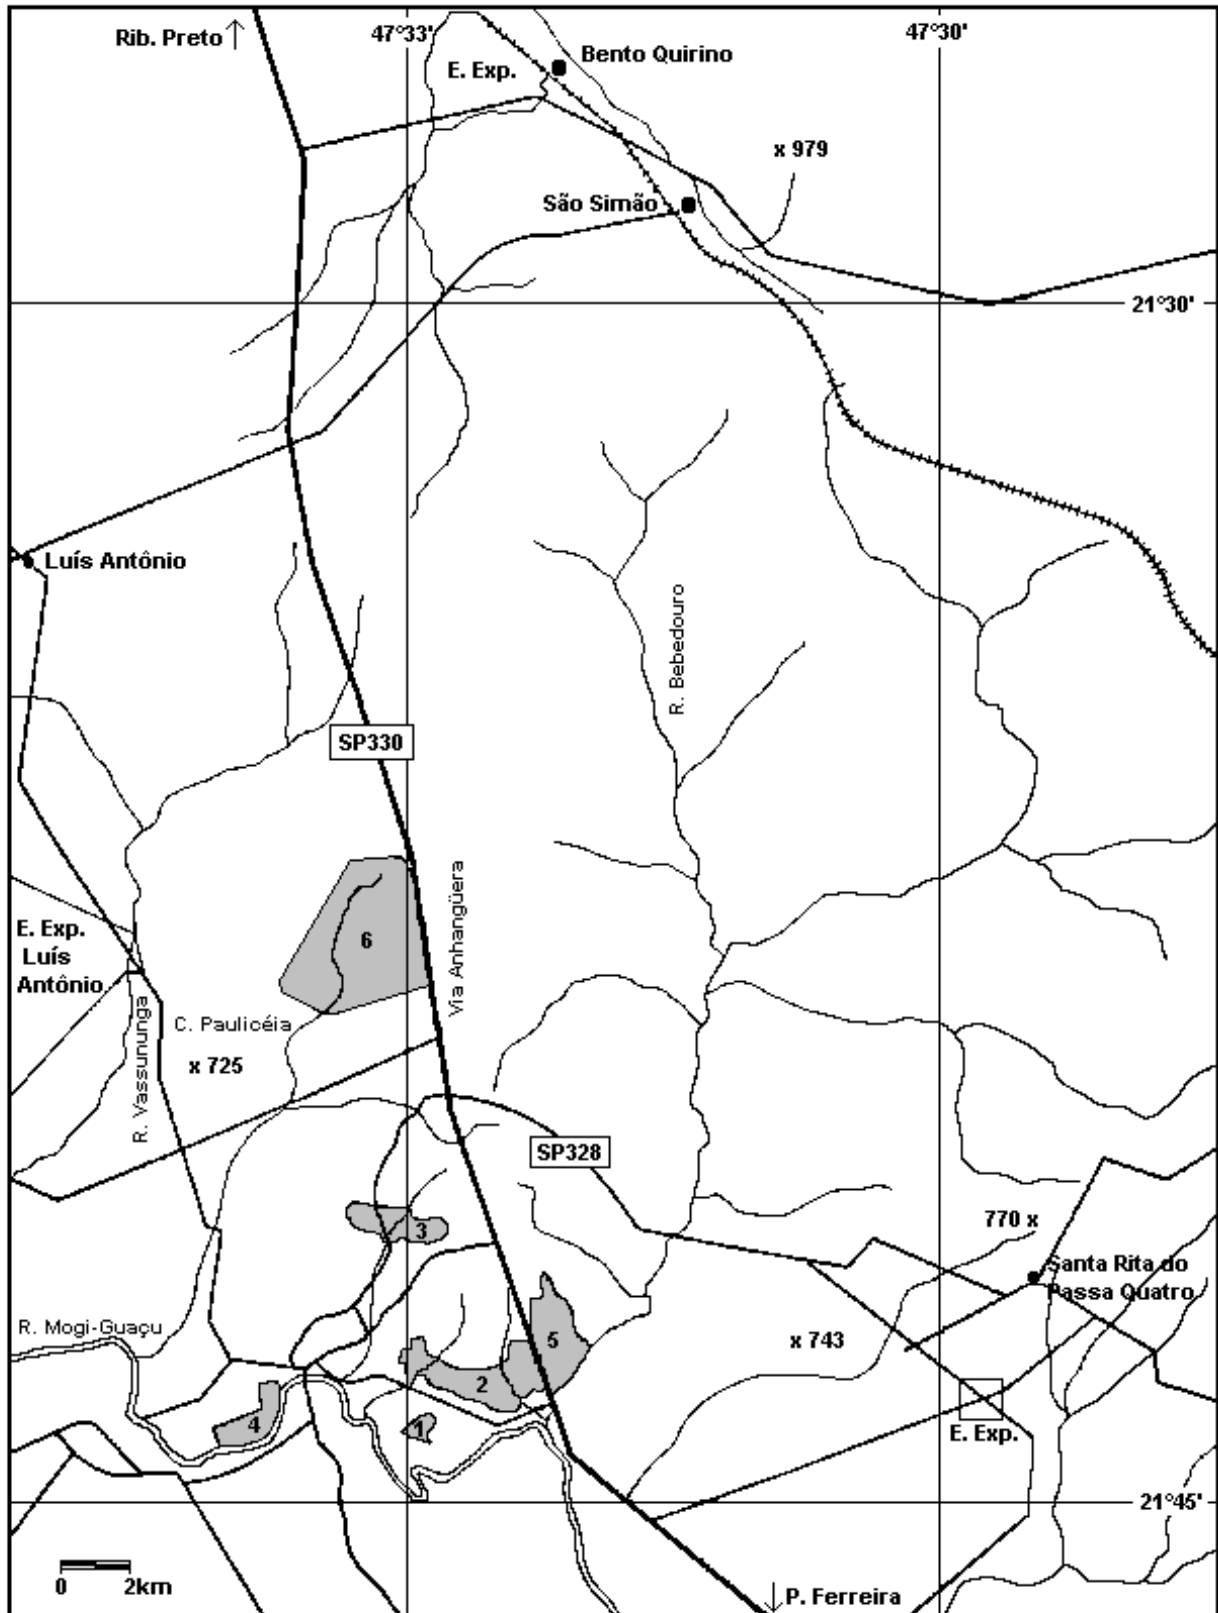 Rib. Preto ↑
47°33'
47°30'
E. Exp.
Bento Quirino
x 979
São Simão
21°30'
Luís Antônio
R. Bebedouro
SP330
Via Anhangüera
E. Exp.
Luís
Antônio
6
R. Vassununga
C. Paulicéia
x 725
SP328
3
770 x
Santa Rita do
Passa Quatro
R. Mogi-Guaçu
x 743
5
2
4
1
E. Exp.
21°45'
0 2km
↓ P. Ferreira